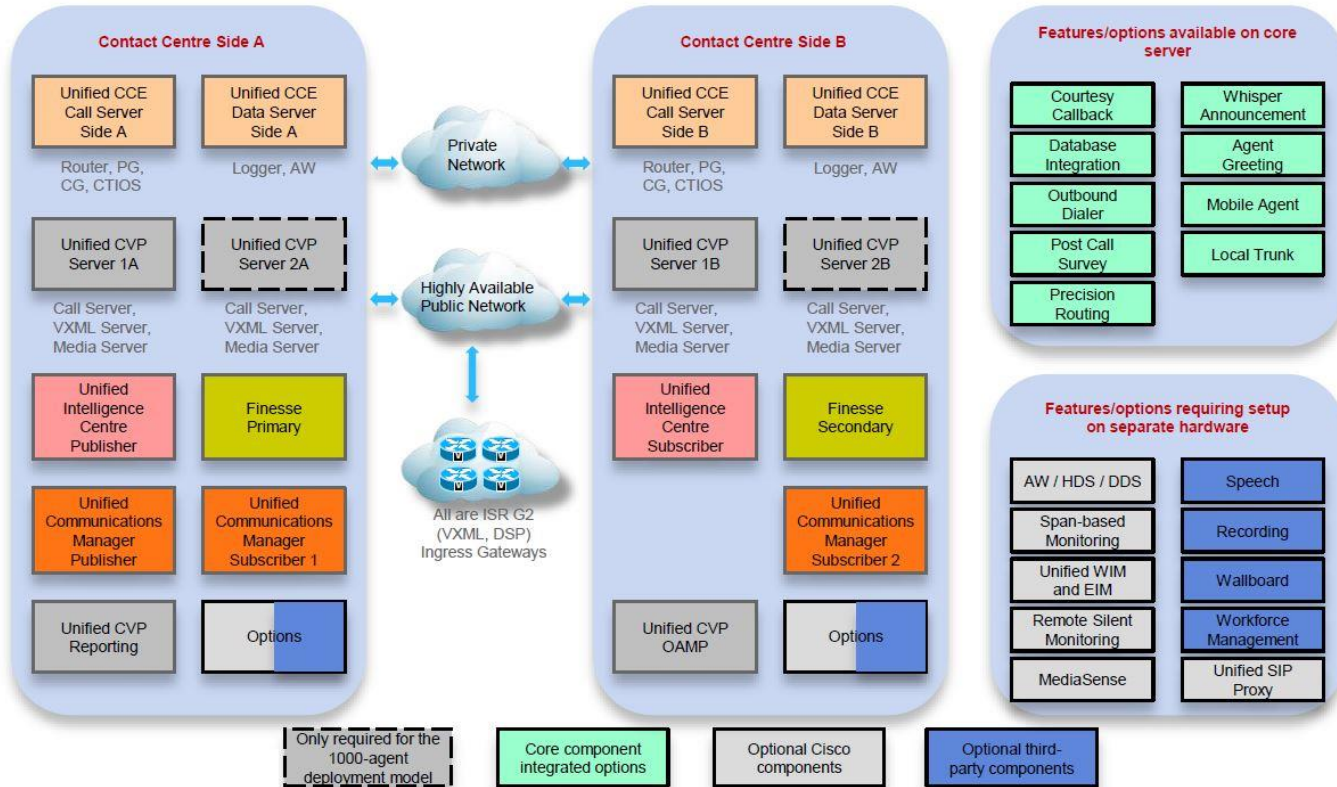 Contact Centre Side A
Unified CCE
Call Server
Side A
Unified CCE
Data Server
Side A
Router, PG,
CG, CTIOS
Logger, AW
Unified CVP
Server 1A
Unified CVP
Server 2A
Call Server,
VXML Server,
Media Server
Call Server,
VXML Server,
Media Server
Unified
Intelligence
Centre
Publisher
Finesse
Primary
Unified
Communications
Manager
Publisher
Unified
Communications
Manager
Subscriber 1
Unified CVP
Reporting
Options
Private
Network
Highly Available
Public Network
V
V
V
V
All are ISR G2
(VXML, DSP)
Ingress Gateways
Contact Centre Side B
Unified CCE
Call Server
Side B
Unified CCE
Data Server
Side B
Router, PG,
CG, CTIOS
Logger, AW
Unified CVP
Server 1B
Unified CVP
Server 2B
Call Server,
VXML Server,
Media Server
Call Server,
VXML Server,
Media Server
Unified
Intelligence
Centre
Subscriber
Finesse
Secondary
Unified
Communications
Manager
Subscriber 2
Unified CVP
OAMP
Options
Features/options available on core
server
Courtesy
Callback
Whisper
Announcement
Database
Integration
Agent
Greeting
Outbound
Dialer
Mobile Agent
Post Call
Survey
Local Trunk
Precision
Routing
Features/options requiring setup
on separate hardware
AW / HDS / DDS
Speech
Span-based
Monitoring
Recording
Unified WIM
and EIM
Wallboard
Remote Silent
Monitoring
Workforce
Management
MediaSense
Unified SIP
Proxy
Only required for the
1000-agent
deployment model
Core component
integrated options
Optional Cisco
components
Optional third-
party components